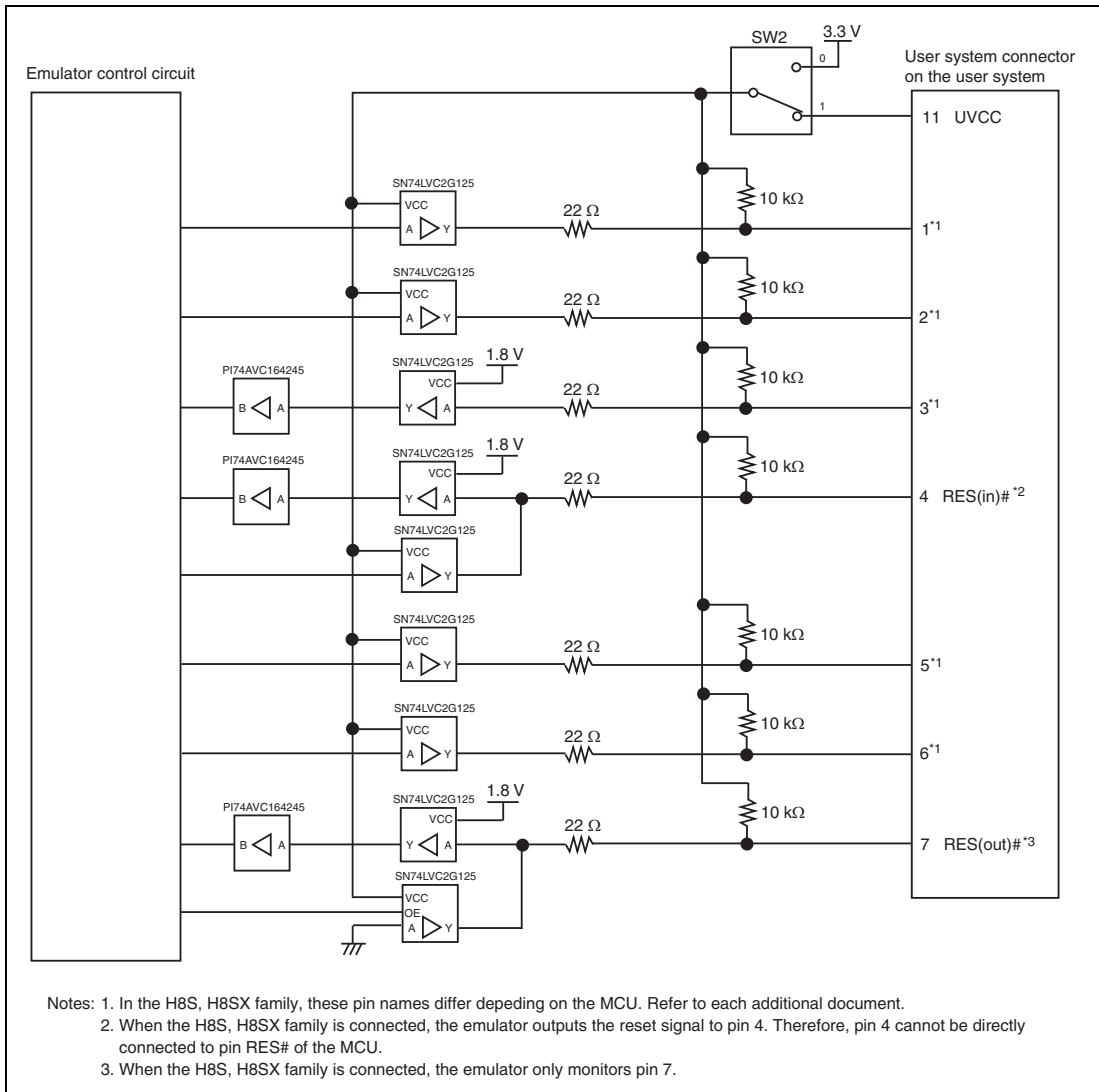 SW2
3.3 V
0
1
Emulator control circuit
User system connector
on the user system
11 UVCC
SN74LVC2G125
VCC
A Y
22 Ω
10 kΩ
1*1
SN74LVC2G125
VCC
A Y
22 Ω
10 kΩ
2*1
PI74AVC164245
B A
SN74LVC2G125
1.8 V
VCC
Y A
22 Ω
10 kΩ
3*1
PI74AVC164245
B A
SN74LVC2G125
1.8 V
VCC
Y A
22 Ω
10 kΩ
4 RES(in)# *2
SN74LVC2G125
VCC
A Y
SN74LVC2G125
VCC
A Y
22 Ω
10 kΩ
5*1
SN74LVC2G125
VCC
A Y
22 Ω
10 kΩ
6*1
PI74AVC164245
B A
SN74LVC2G125
1.8 V
VCC
Y A
22 Ω
10 kΩ
7 RES(out)#*3
SN74LVC2G125
VCC
OE
A Y
Notes: 1. In the H8S, H8SX family, these pin names differ depeding on the MCU. Refer to each additional document.
2. When the H8S, H8SX family is connected, the emulator outputs the reset signal to pin 4. Therefore, pin 4 cannot be directly
connected to pin RES# of the MCU.
3. When the H8S, H8SX family is connected, the emulator only monitors pin 7.